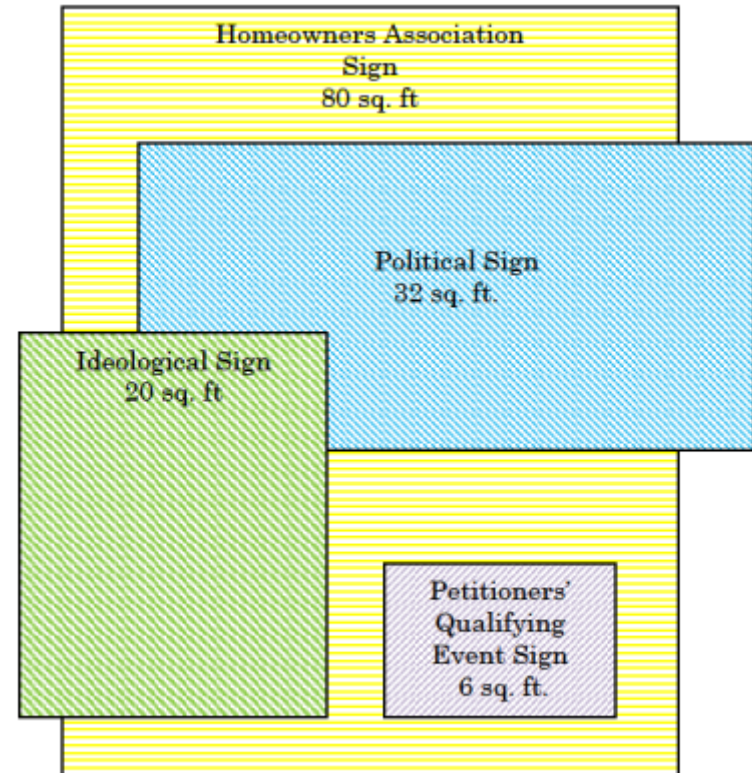 Homeowners Association
Sign
80 sq. ft
Political Sign
32 sq. ft.
Ideological Sign
20 sq. ft
Petitioners’
Qualifying
Event Sign
6 sq. ft.